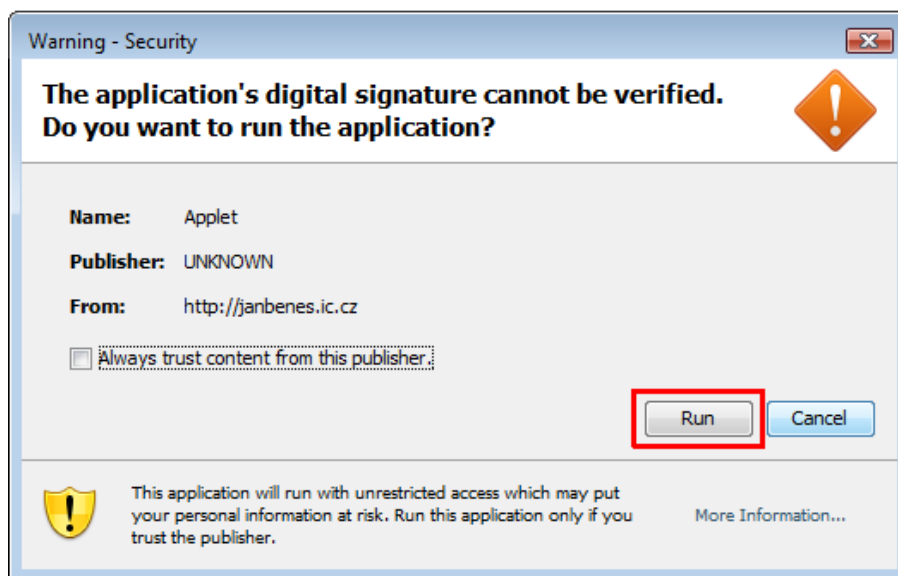 Warning - Security
The application's digital signature cannot be verified.
Do you want to run the application?
Name: Applet
Publisher: UNKNOWN
From: http://janbenes.ic.cz
Always trust content from this publisher.
Run Cancel
This application will run with unrestricted access which may put
your personal information at risk. Run this application only if you
trust the publisher.
More Information...